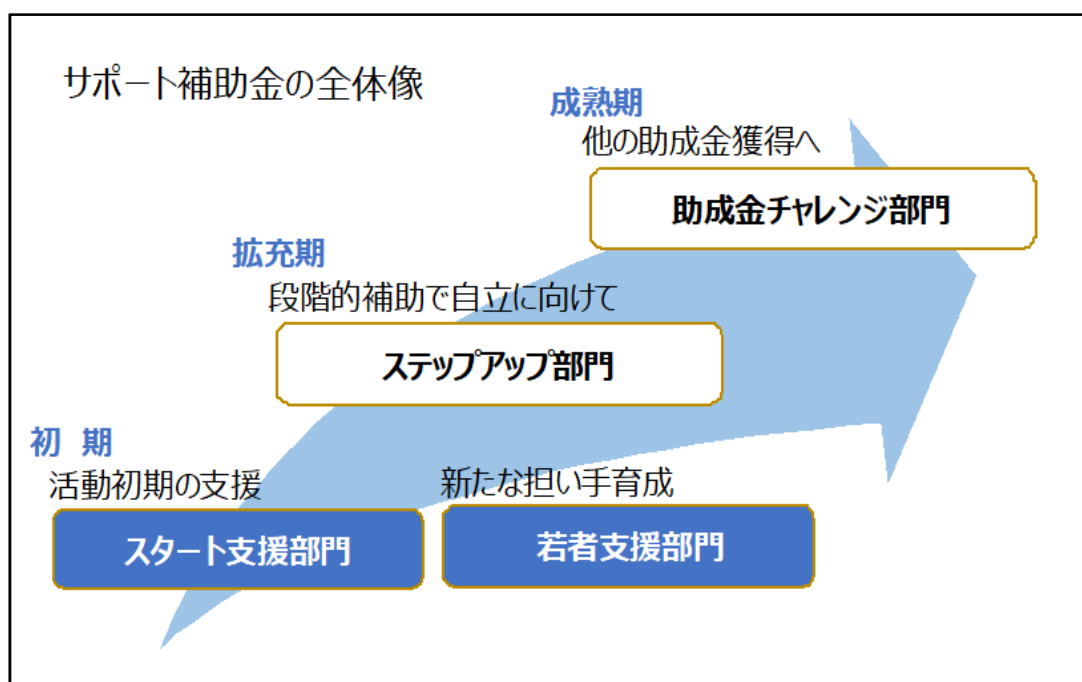 サポート補助金の全体像
成熟期
他の助成金獲得へ
助成金チャレンジ部門
拡充期
段階的補助で自立に向けて
ステップアップ部門
初　期
活動初期の支援
スタート支援部門
新たな担い手育成
若者支援部門